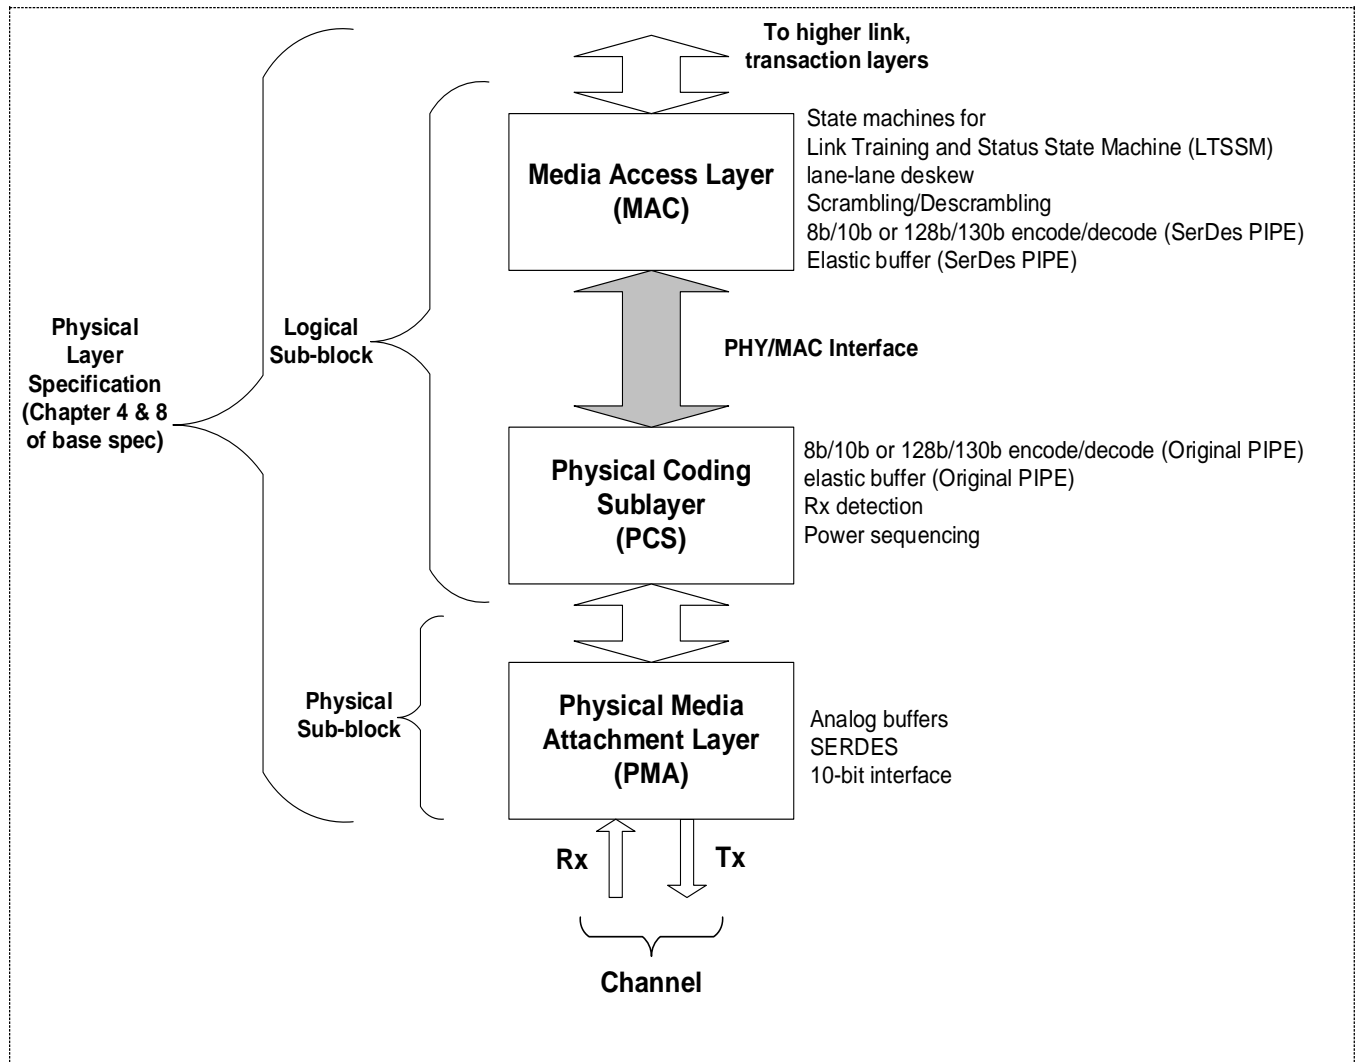 To higher link,
transaction layers
Media Access Layer
(MAC)
State machines for
Link Training and Status State Machine (LTSSM)
lane-lane deskew
Scrambling/Descrambling
8b/10b or 128b/130b encode/decode (SerDes PIPE)
Elastic buffer (SerDes PIPE)
Physical
Layer
Specification
(Chapter 4 & 8
of base spec)
Logical
Sub-block
PHY/MAC Interface
Physical Coding
Sublayer
(PCS)
8b/10b or 128b/130b encode/decode (Original PIPE)
elastic buffer (Original PIPE)
Rx detection
Power sequencing
Physical
Sub-block
Physical Media
Attachment Layer
(PMA)
Analog buffers
SERDES
10-bit interface
Rx
Tx
Channel